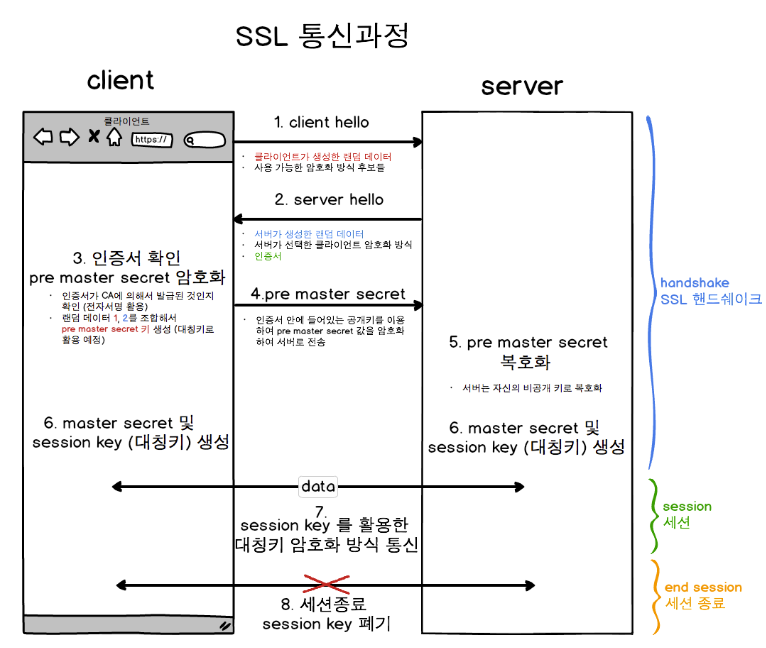 SSL 통신과정
client
server
클라이언트
https://
1. client hello
· 클라이언트가 생성한 랜덤 데이터
· 사용 가능한 암호화 방식 후보들
2. server hello
· 서버가 생성한 랜덤 데이터
· 서버가 선택한 클라이언트 암호화 방식
· 인증서
3. 인증서 확인
pre master secret 암호화
· 인증서가 CA에 의해서 발급된 것인지
확인 (전자서명 활용)
· 랜덤 데이터 1, 2를 조합해서
pre master secret 키 생성 (대칭키로
활용 예정)
4.pre master secret
· 인증서 안에 들어있는 공개키를 이용
하여 pre master secret 값을 암호화
하여 서버로 전송
5. pre master secret
복호화
· 서버는 자신의 비공개 키로 복호화
6. master secret 및
session key (대칭키) 생성
6. master secret 및
session key (대칭키) 생성
handshake
SSL 핸드쉐이크
data
7.
session key 를 활용한
대칭키 암호화 방식 통신
session
세션
8. 세션종료
session key 폐기
end session
세션 종료